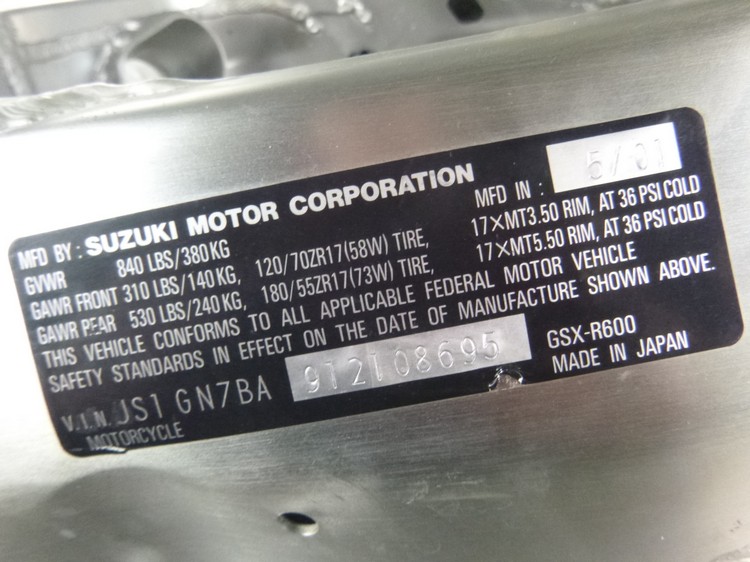 MFD BY : SUZUKI MOTOR CORPORATION MFD IN : 5/01
GVWR 840 LBS/380KG
GAWR FRONT 310 LBS/140KG, 120/70ZR17(58W) TIRE, 17×MT3.50 RIM, AT 36 PSI COLD
GAWR REAR 530 LBS/240KG, 180/55ZR17(73W) TIRE, 17×MT5.50 RIM, AT 36 PSI COLD
THIS VEHICLE CONFORMS TO ALL APPLICABLE FEDERAL MOTOR VEHICLE
SAFETY STANDARDS IN EFFECT ON THE DATE OF MANUFACTURE SHOWN ABOVE.
V.I.N. JS1GN7BA 912108695 GSX-R600
MOTORCYCLE MADE IN JAPAN